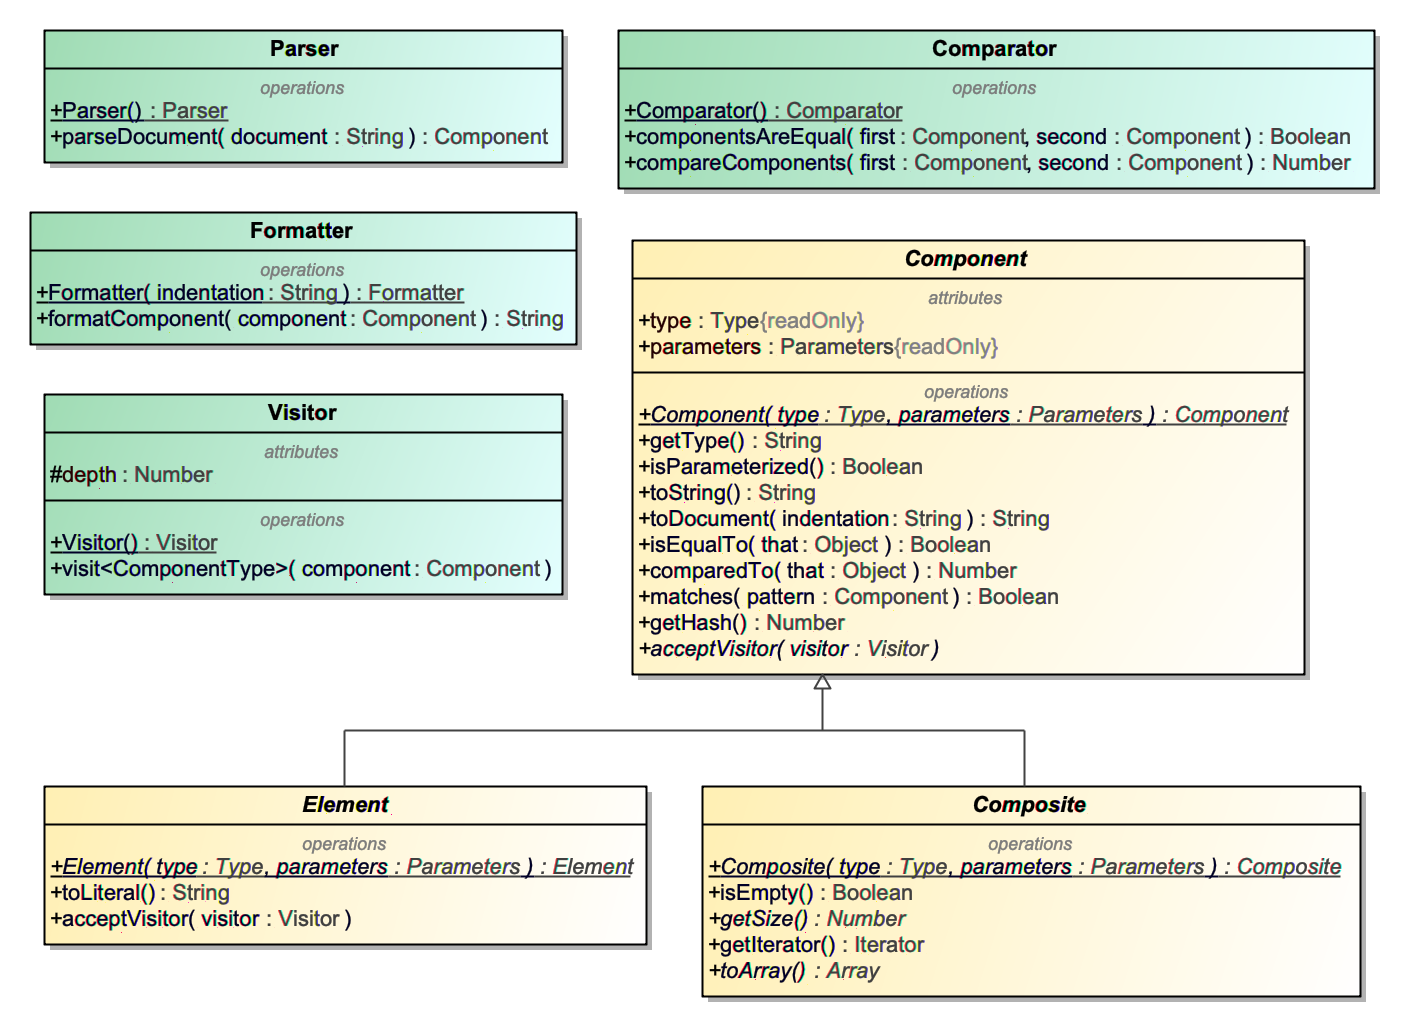 Parser
operations
+Parser() : Parser
+parseDocument( document : String ) : Component
Comparator
operations
+Comparator() : Comparator
+componentsAreEqual( first : Component, second : Component ) : Boolean
+compareComponents( first : Component, second : Component ) : Number
Formatter
operations
+Formatter( indentation : String ) : Formatter
+formatComponent( component : Component ) : String
Component
attributes
+type : Type{readOnly}
+parameters : Parameters{readOnly}
operations
+Component( type : Type, parameters : Parameters ) : Component
+getType() : String
+isParameterized() : Boolean
+toString() : String
+toDocument( indentation : String ) : String
+isEqualTo( that : Object ) : Boolean
+comparedTo( that : Object ) : Number
+matches( pattern : Component ) : Boolean
+getHash() : Number
+acceptVisitor( visitor : Visitor )
Visitor
attributes
#depth : Number
operations
+Visitor() : Visitor
+visit<ComponentType>( component : Component )
Element
operations
+Element( type : Type, parameters : Parameters ) : Element
+toLiteral() : String
+acceptVisitor( visitor : Visitor )
Composite
operations
+Composite( type : Type, parameters : Parameters ) : Composite
+isEmpty() : Boolean
+getSize() : Number
+getIterator() : Iterator
+toArray() : Array